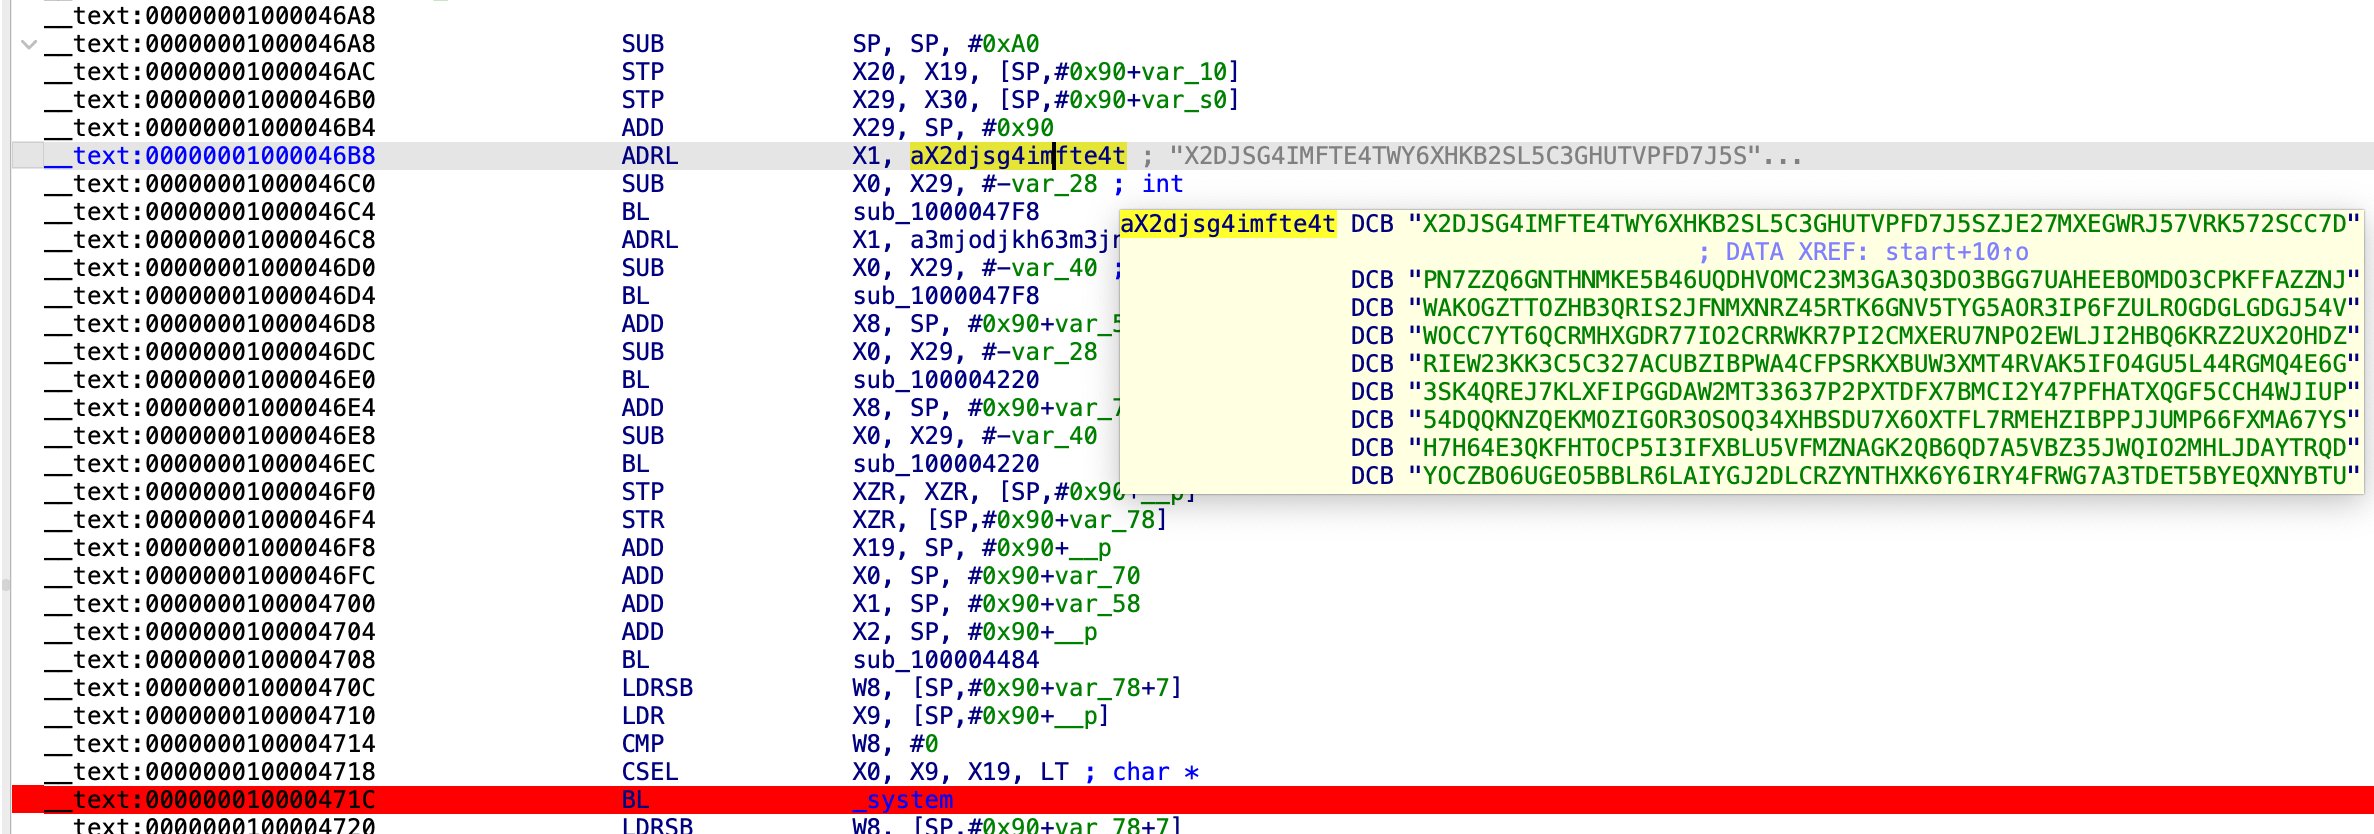 __text:00000001000046A8
__text:00000001000046A8 SUB SP, SP, #0xA0
__text:00000001000046AC STP X20, X19, [SP,#0x90+var_10]
__text:00000001000046B0 STP X29, X30, [SP,#0x90+var_s0]
__text:00000001000046B4 ADD X29, SP, #0x90
__text:00000001000046B8 ADRL X1, aX2djsg4imfte4t ; "X2DJSG4IMFTE4TWY6XHKB2SL5C3GHUTVPFD7J5S"...
__text:00000001000046C0 SUB X0, X29, #-var_28 ; int
__text:00000001000046C4 BL sub_1000047F8
__text:00000001000046C8 ADRL X1, a3mjodjkh63m3jr
__text:00000001000046D0 SUB X0, X29, #-var_40 ;
__text:00000001000046D4 BL sub_1000047F8
__text:00000001000046D8 ADD X8, SP, #0x90+var_5
__text:00000001000046DC SUB X0, X29, #-var_28
__text:00000001000046E0 BL sub_100004220
__text:00000001000046E4 ADD X8, SP, #0x90+var_7
__text:00000001000046E8 SUB X0, X29, #-var_40
__text:00000001000046EC BL sub_100004220
__text:00000001000046F0 STP XZR, XZR, [SP,#0x90+__p]
__text:00000001000046F4 STR XZR, [SP,#0x90+var_78]
__text:00000001000046F8 ADD X19, SP, #0x90+__p
__text:00000001000046FC ADD X0, SP, #0x90+var_70
__text:0000000100004700 ADD X1, SP, #0x90+var_58
__text:0000000100004704 ADD X2, SP, #0x90+__p
__text:0000000100004708 BL sub_100004484
__text:000000010000470C LDRSB W8, [SP,#0x90+var_78+7]
__text:0000000100004710 LDR X9, [SP,#0x90+__p]
__text:0000000100004714 CMP W8, #0
__text:0000000100004718 CSEL X0, X9, X19, LT ; char *
__text:000000010000471C BL _system
__text:0000000100004720 LDRSB W8, [SP,#0x90+var_78+7]
aX2djsg4imfte4t DCB "X2DJSG4IMFTE4TWY6XHKB2SL5C3GHUTVPFD7J5SZJE27MXEGWRJ57VRK572SCC7D"
; DATA XREF: start+10↑o
DCB "PN7ZZQ6GNTHNMKE5B46UQDHVOMC23M3GA3Q3DO3BGG7UAHEEBOMDO3CPKFFAZZNJ"
DCB "WAKOGZTTOZHB3QRIS2JFNMXNRZ45RTK6GNV5TYG5AOR3IP6FZULROGDGLGDGJ54V"
DCB "WOCC7YT6QCRMHXGDR77IO2CRRWKR7PI2CMXERU7NPO2EWLJI2HBQ6KRZ2UX2OHDZ"
DCB "RIEW23KK3C5C327ACUBZIBPWA4CFPSRKXBUW3XMT4RVAK5IFO4GU5L44RGMQ4E6G"
DCB "3SK4QREJ7KLXFIPGGDAW2MT33637P2PXTDFX7BMCI2Y47PFHATXQGF5CCH4WJIUP"
DCB "54DQQKNZQEKMOZIGOR3OSOQ34XHBSDU7X6OXTFL7RMEHZIBPPJJUMP66FXMA67YS"
DCB "H7H64E3QKFHTOCP5I3IFXBLU5VFMZNAGK2QB6QD7A5VBZ35JWQIO2MHLJDAYTRQD"
DCB "YOCZBO6UGEO5BBLR6LAIYGJ2DLCRZYNTHXK6Y6IRY4FRWG7A3TDET5BYEQXNYBTU"